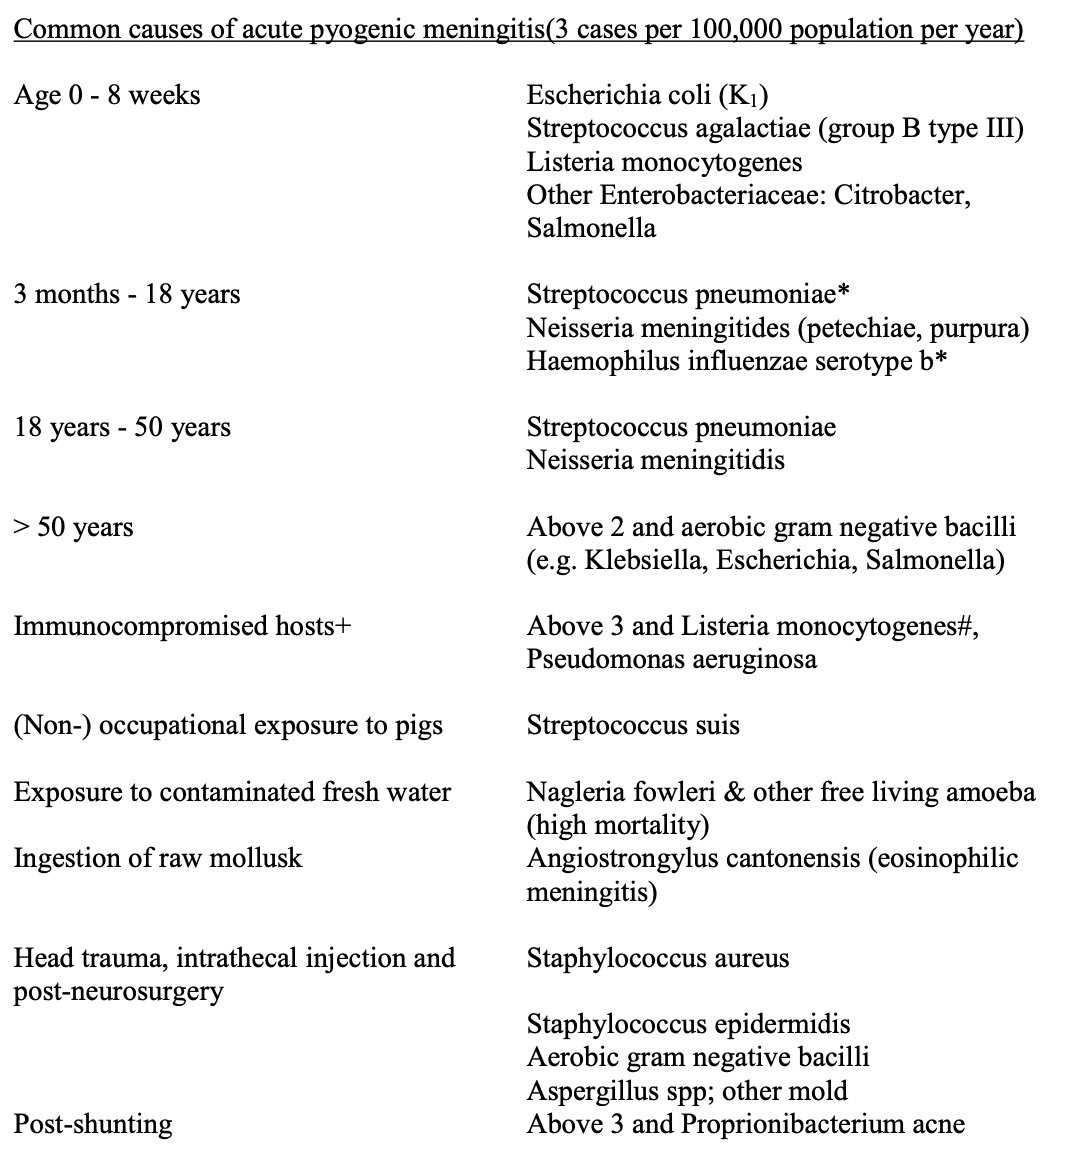 Common causes of acute pyogenic meningitis(3 cases per 100,000 population per year)
Age 0 - 8 weeks
Escherichia coli (K₁)
Streptococcus agalactiae (group B type III)
Listeria monocytogenes
Other Enterobacteriaceae: Citrobacter,
Salmonella
3 months - 18 years
Streptococcus pneumoniae*
Neisseria meningitides (petechiae, purpura)
Haemophilus influenzae serotype b*
18 years - 50 years
Streptococcus pneumoniae
Neisseria meningitidis
> 50 years
Above 2 and aerobic gram negative bacilli
(e.g. Klebsiella, Escherichia, Salmonella)
Immunocompromised hosts+
Above 3 and Listeria monocytogenes#,
Pseudomonas aeruginosa
(Non-) occupational exposure to pigs
Streptococcus suis
Exposure to contaminated fresh water
Nagleria fowleri & other free living amoeba
(high mortality)
Ingestion of raw mollusk
Angiostrongylus cantonensis (eosinophilic
meningitis)
Head trauma, intrathecal injection and
post-neurosurgery
Staphylococcus aureus
Staphylococcus epidermidis
Aerobic gram negative bacilli
Aspergillus spp; other mold
Post-shunting
Above 3 and Proprionibacterium acne